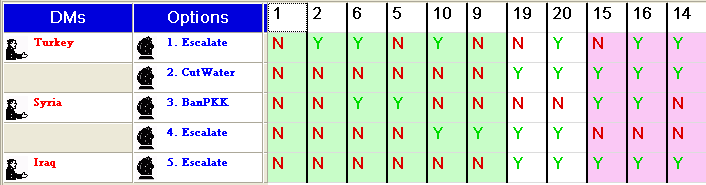 DMs Options 1 2 6 5 10 9 19 20 15 16 14
Turkey 1. Escalate N Y Y N Y N N Y N Y Y
2. CutWater N N N N N N Y Y Y Y Y
Syria 3. BanPKK N N Y Y N N N N Y Y N
4. Escalate N N N N Y Y Y Y N N N
Iraq 5. Escalate N N N N N N Y Y Y Y Y